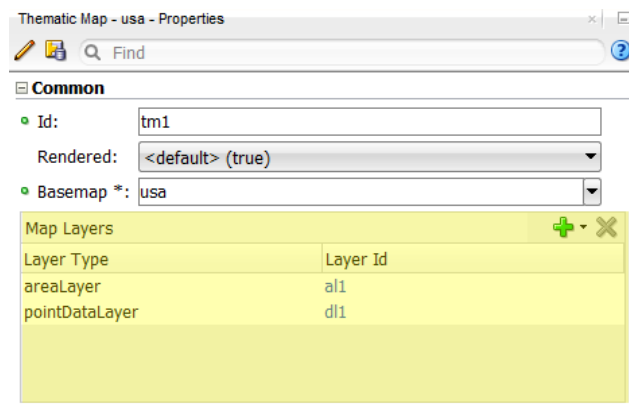 Thematic Map - usa - Properties
Find
Common
Id: tm1
Rendered: <default> (true)
Basemap *: usa
Map Layers
Layer Type Layer Id
areaLayer al1
pointDataLayer dl1